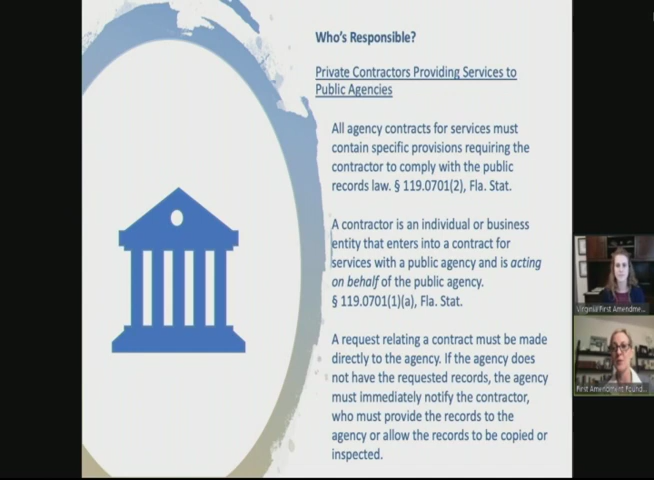 Who's Responsible?
Private Contractors Providing Services to
Public Agencies
All agency contracts for services must
contain specific provisions requiring the
contractor to comply with the public
records law. § 119.0701(2), Fla. Stat.
A contractor is an individual or business
entity that enters into a contract for
services with a public agency and is acting
on behalf of the public agency.
§ 119.0701(1)(a), Fla. Stat.
A request relating a contract must be made
directly to the agency. If the agency does
not have the requested records, the agency
must immediately notify the contractor,
who must provide the records to the
agency or allow the records to be copied or
inspected.
Virginia First Amendme...
First Amendment Found...